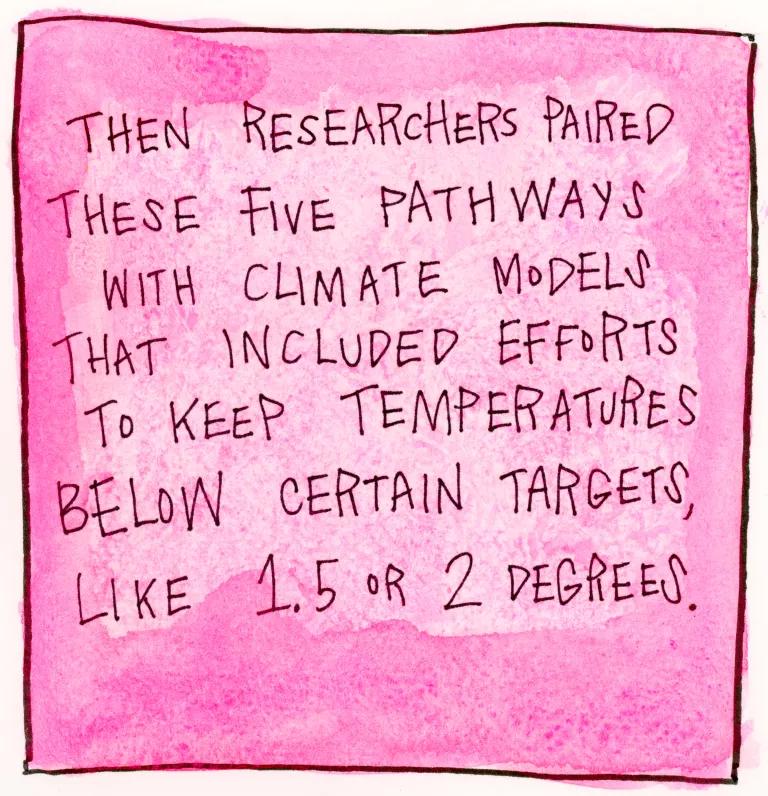 THEN RESEARCHERS PAIRED
THESE FIVE PATHWAYS
WITH CLIMATE MODELS
THAT INCLUDED EFFORTS
TO KEEP TEMPERATURES
BELOW CERTAIN TARGETS,
LIKE 1.5 OR 2 DEGREES.